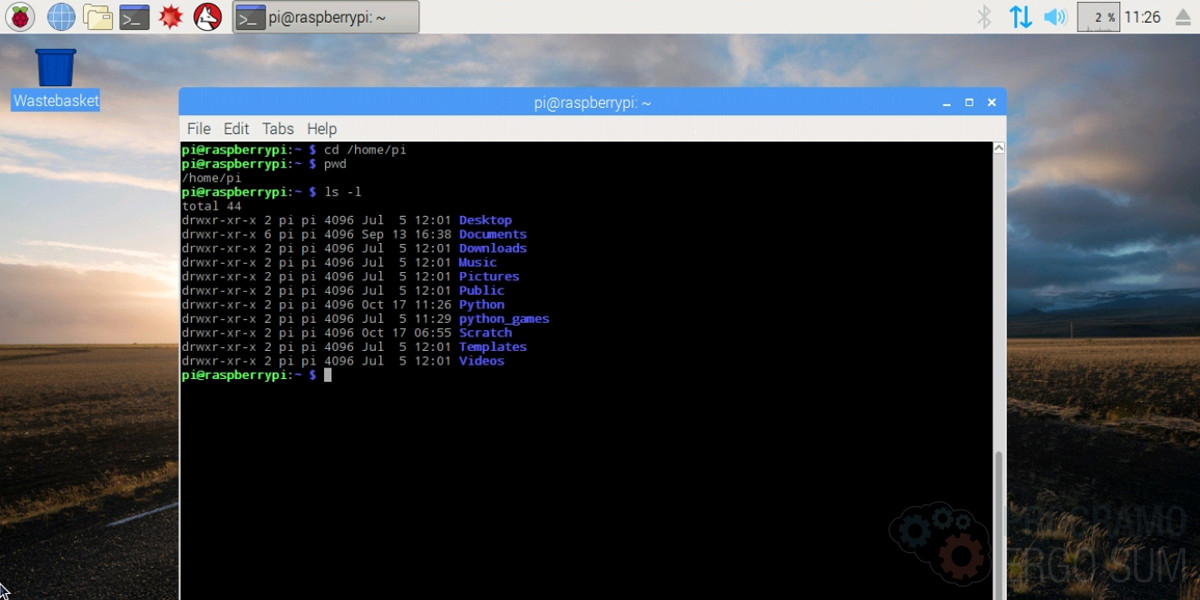 pi@raspberrypi: ~
2 %
11:26
Wastebasket
pi@raspberrypi: ~
File Edit Tabs Help
pi@raspberrypi:~ $ cd /home/pi
pi@raspberrypi:~ $ pwd
/home/pi
pi@raspberrypi:~ $ ls -l
total 44
drwxr-xr-x 2 pi pi 4096 Jul  5 12:01 Desktop
drwxr-xr-x 6 pi pi 4096 Sep 13 16:38 Documents
drwxr-xr-x 2 pi pi 4096 Jul  5 12:01 Downloads
drwxr-xr-x 2 pi pi 4096 Jul  5 12:01 Music
drwxr-xr-x 2 pi pi 4096 Jul  5 12:01 Pictures
drwxr-xr-x 2 pi pi 4096 Jul  5 12:01 Public
drwxr-xr-x 2 pi pi 4096 Oct 17 11:26 Python
drwxr-xr-x 2 pi pi 4096 Jul  5 11:29 python_games
drwxr-xr-x 2 pi pi 4096 Oct 17 06:55 Scratch
drwxr-xr-x 2 pi pi 4096 Jul  5 12:01 Templates
drwxr-xr-x 2 pi pi 4096 Jul  5 12:01 Videos
pi@raspberrypi:~ $
PROGRAMO
ERGO SUM